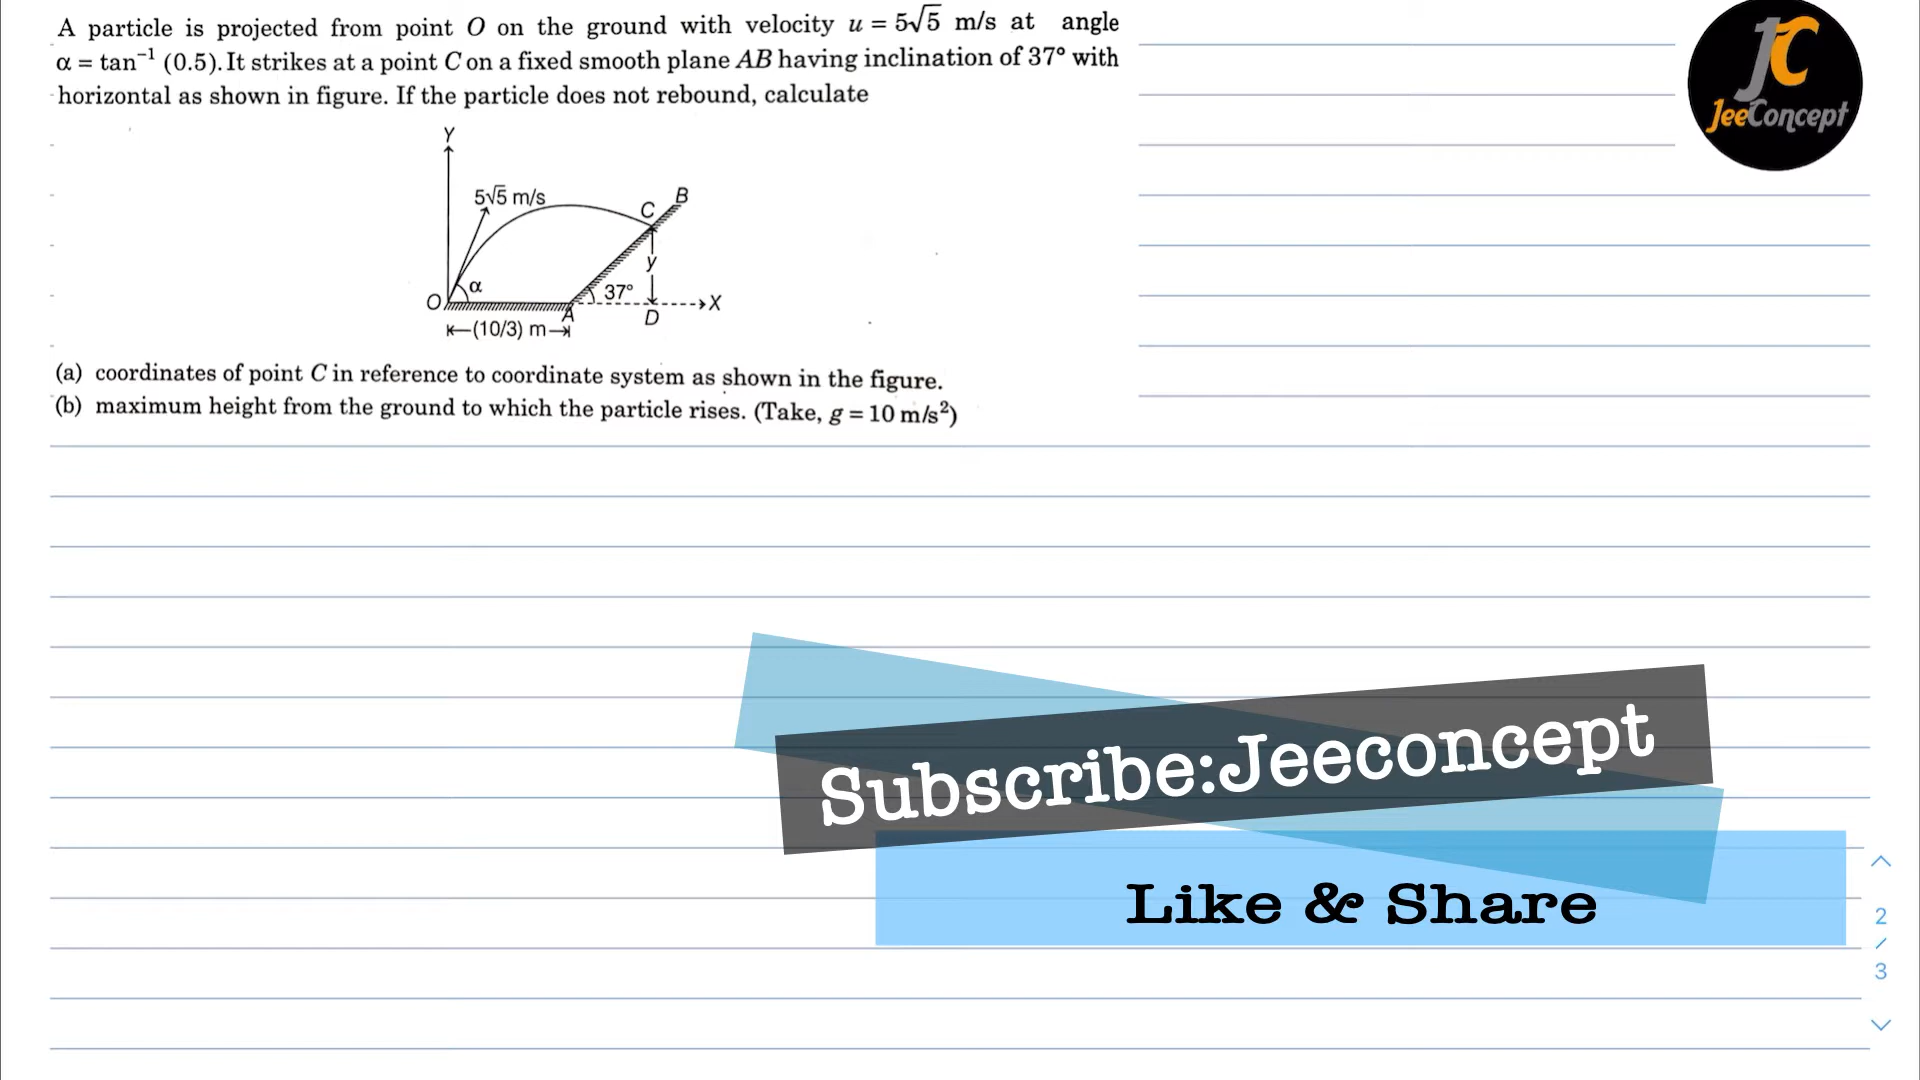 A particle is projected from point O on the ground with velocity u = 5√5 m/s at angle
α = tan⁻¹ (0.5). It strikes at a point C on a fixed smooth plane AB having inclination of 37° with
horizontal as shown in figure. If the particle does not rebound, calculate
JC
JeeConcept
Y
5√5 m/s
C
B
y
α
37°
O
A
D
X
(10/3) m
(a) coordinates of point C in reference to coordinate system as shown in the figure.
(b) maximum height from the ground to which the particle rises. (Take, g = 10 m/s²)
Subscribe:Jeeconcept
Like & Share
2
/
3